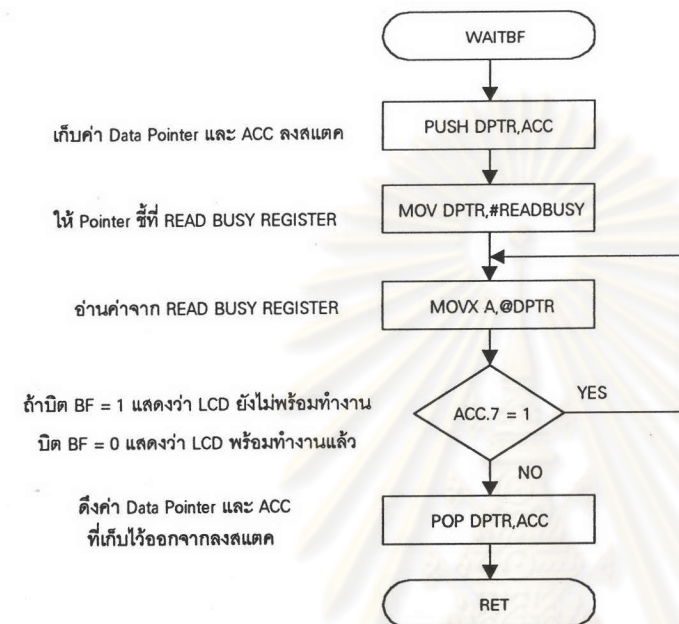 WAITBF
เก็บค่า Data Pointer และ ACC ลงสแตค
PUSH DPTR,ACC
ให้ Pointer ชี้ที่ READ BUSY REGISTER
MOV DPTR,#READBUSY
อ่านค่าจาก READ BUSY REGISTER
MOVX A,@DPTR
ถ้าบิต BF = 1 แสดงว่า LCD ยังไม่พร้อมทำงาน
บิต BF = 0 แสดงว่า LCD พร้อมทำงานแล้ว
ACC.7 = 1
YES
NO
ดึงค่า Data Pointer และ ACC
ที่เก็บไว้ออกจากลงสแตค
POP DPTR,ACC
RET